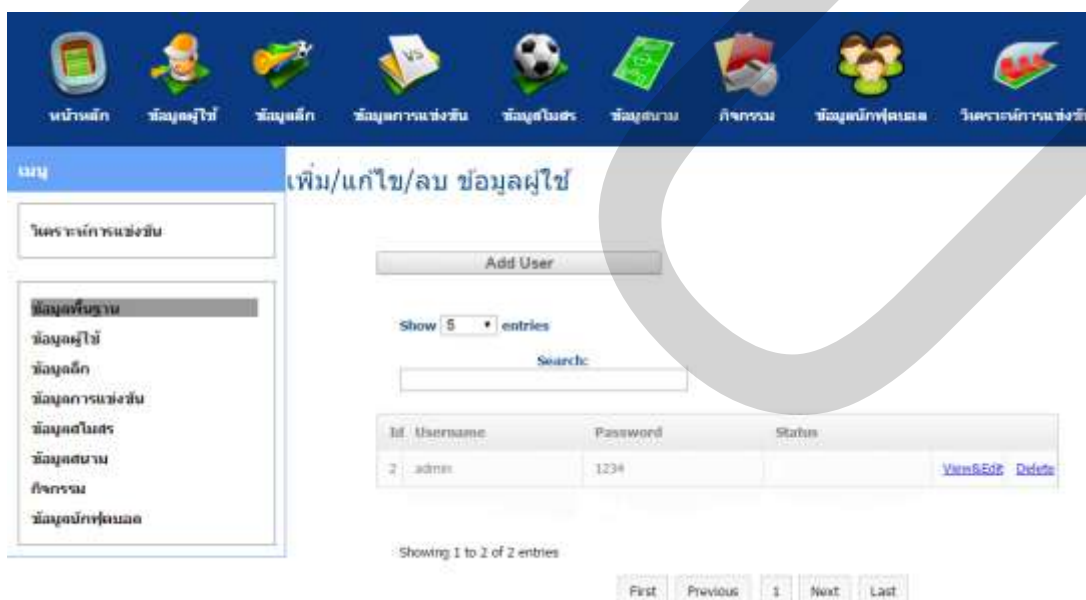 หน้าหลัก ข้อมูลผู้ใช้ ข้อมูลลีก ข้อมูลการแข่งขัน ข้อมูลสโมสร ข้อมูลสนาม กิจกรรม ข้อมูลนักฟุตบอล วิเคราะห์การแข่งขัน
VS
เมนู
เพิ่ม/แก้ไข/ลบ ข้อมูลผู้ใช้
วิเคราะห์การแข่งขัน
Add User
ข้อมูลพื้นฐาน
ข้อมูลผู้ใช้
ข้อมูลลีก
ข้อมูลการแข่งขัน
ข้อมูลสโมสร
ข้อมูลสนาม
กิจกรรม
ข้อมูลนักฟุตบอล
Show 5 entries
Search:
Id Username Password Status
2 admin 1234 View&Edit Delete
Showing 1 to 2 of 2 entries
First Previous 1 Next Last